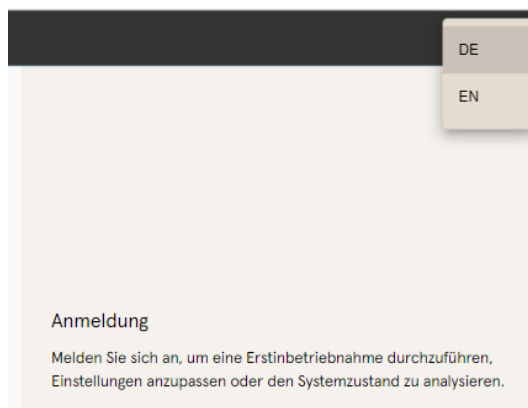 DE
EN
Anmeldung
Melden Sie sich an, um eine Erstinbetriebnahme durchzuführen,
Einstellungen anzupassen oder den Systemzustand zu analysieren.